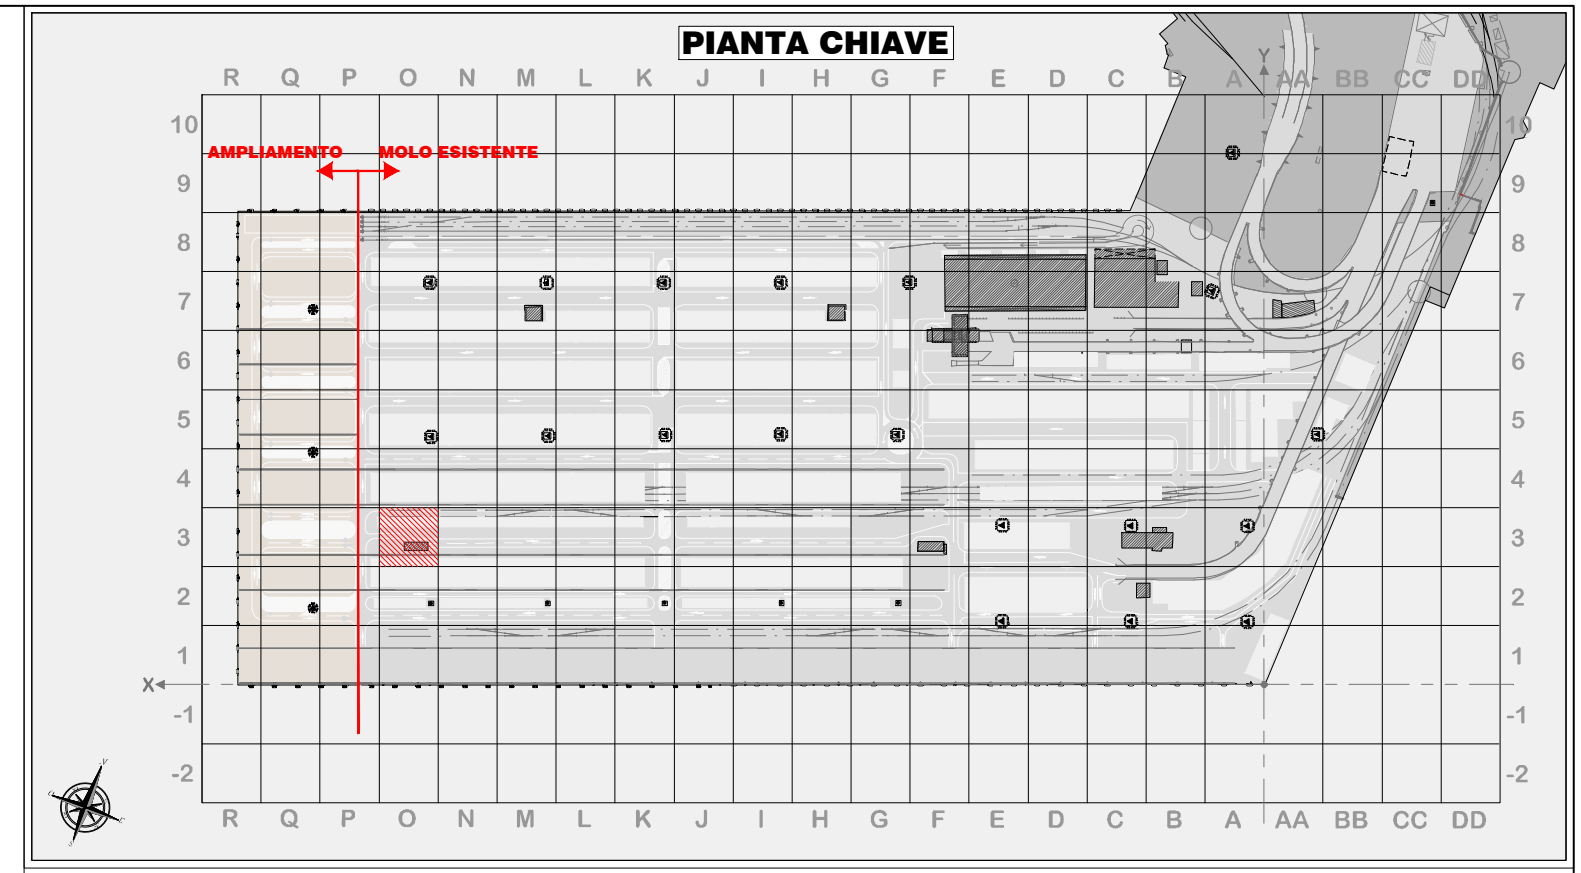 PIANTA CHIAVE
Y
R Q P O N M L K J I H G F E D C B A AA BB CC DD
10 10
AMPLIAMENTO MOLO ESISTENTE
9 9
8 8
7 7
6 6
5 5
4 4
3 3
2 2
1 1
X
-1 -1
-2 -2
R Q P O N M L K J I H G F E D C B A AA BB CC DD